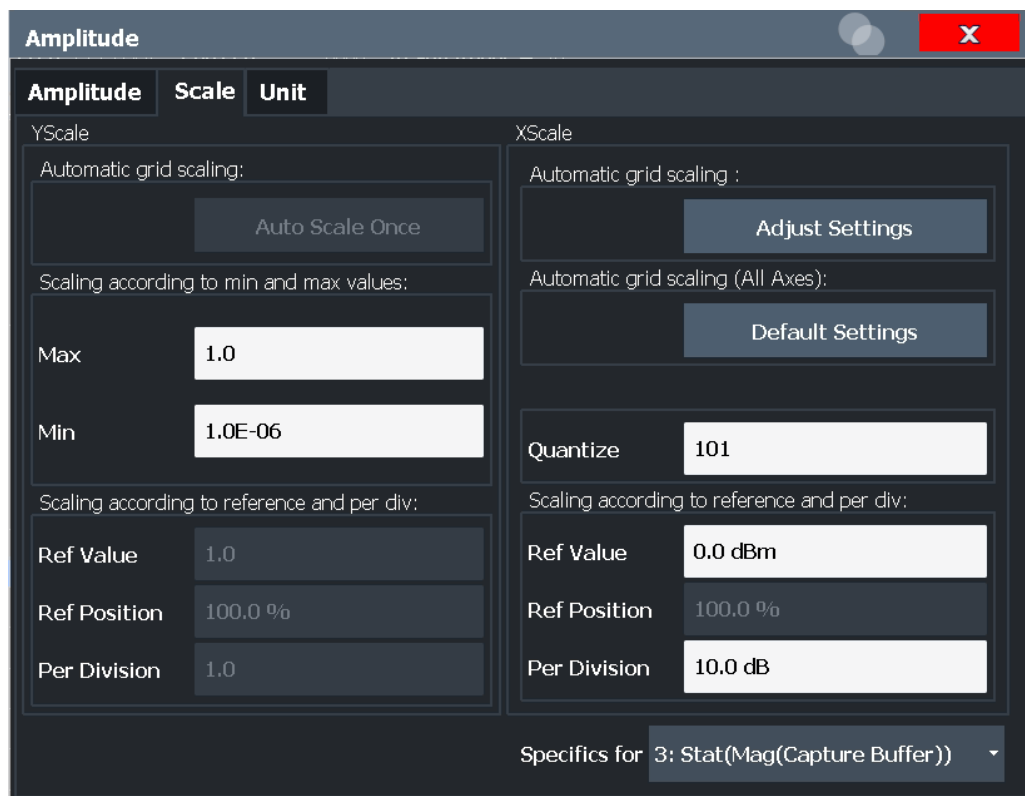 Amplitude
X
Amplitude Scale Unit
YScale
Automatic grid scaling:
Auto Scale Once
Scaling according to min and max values:
Max 1.0
Min 1.0E-06
Scaling according to reference and per div:
Ref Value 1.0
Ref Position 100.0 %
Per Division 1.0
XScale
Automatic grid scaling :
Adjust Settings
Automatic grid scaling (All Axes):
Default Settings
Quantize 101
Scaling according to reference and per div:
Ref Value 0.0 dBm
Ref Position 100.0 %
Per Division 10.0 dB
Specifics for 3: Stat(Mag(Capture Buffer))